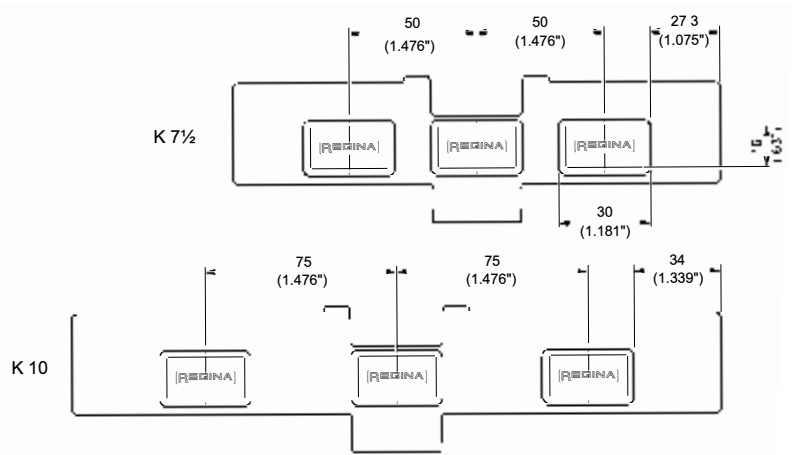 50
(1.476")
50
(1.476")
27 3
(1.075")
K 7½
[REGINA]
[REGINA]
[REGINA]
30
(1.181")
75
(1.476")
75
(1.476")
34
(1.339")
K 10
[REGINA]
[REGINA]
[REGINA]